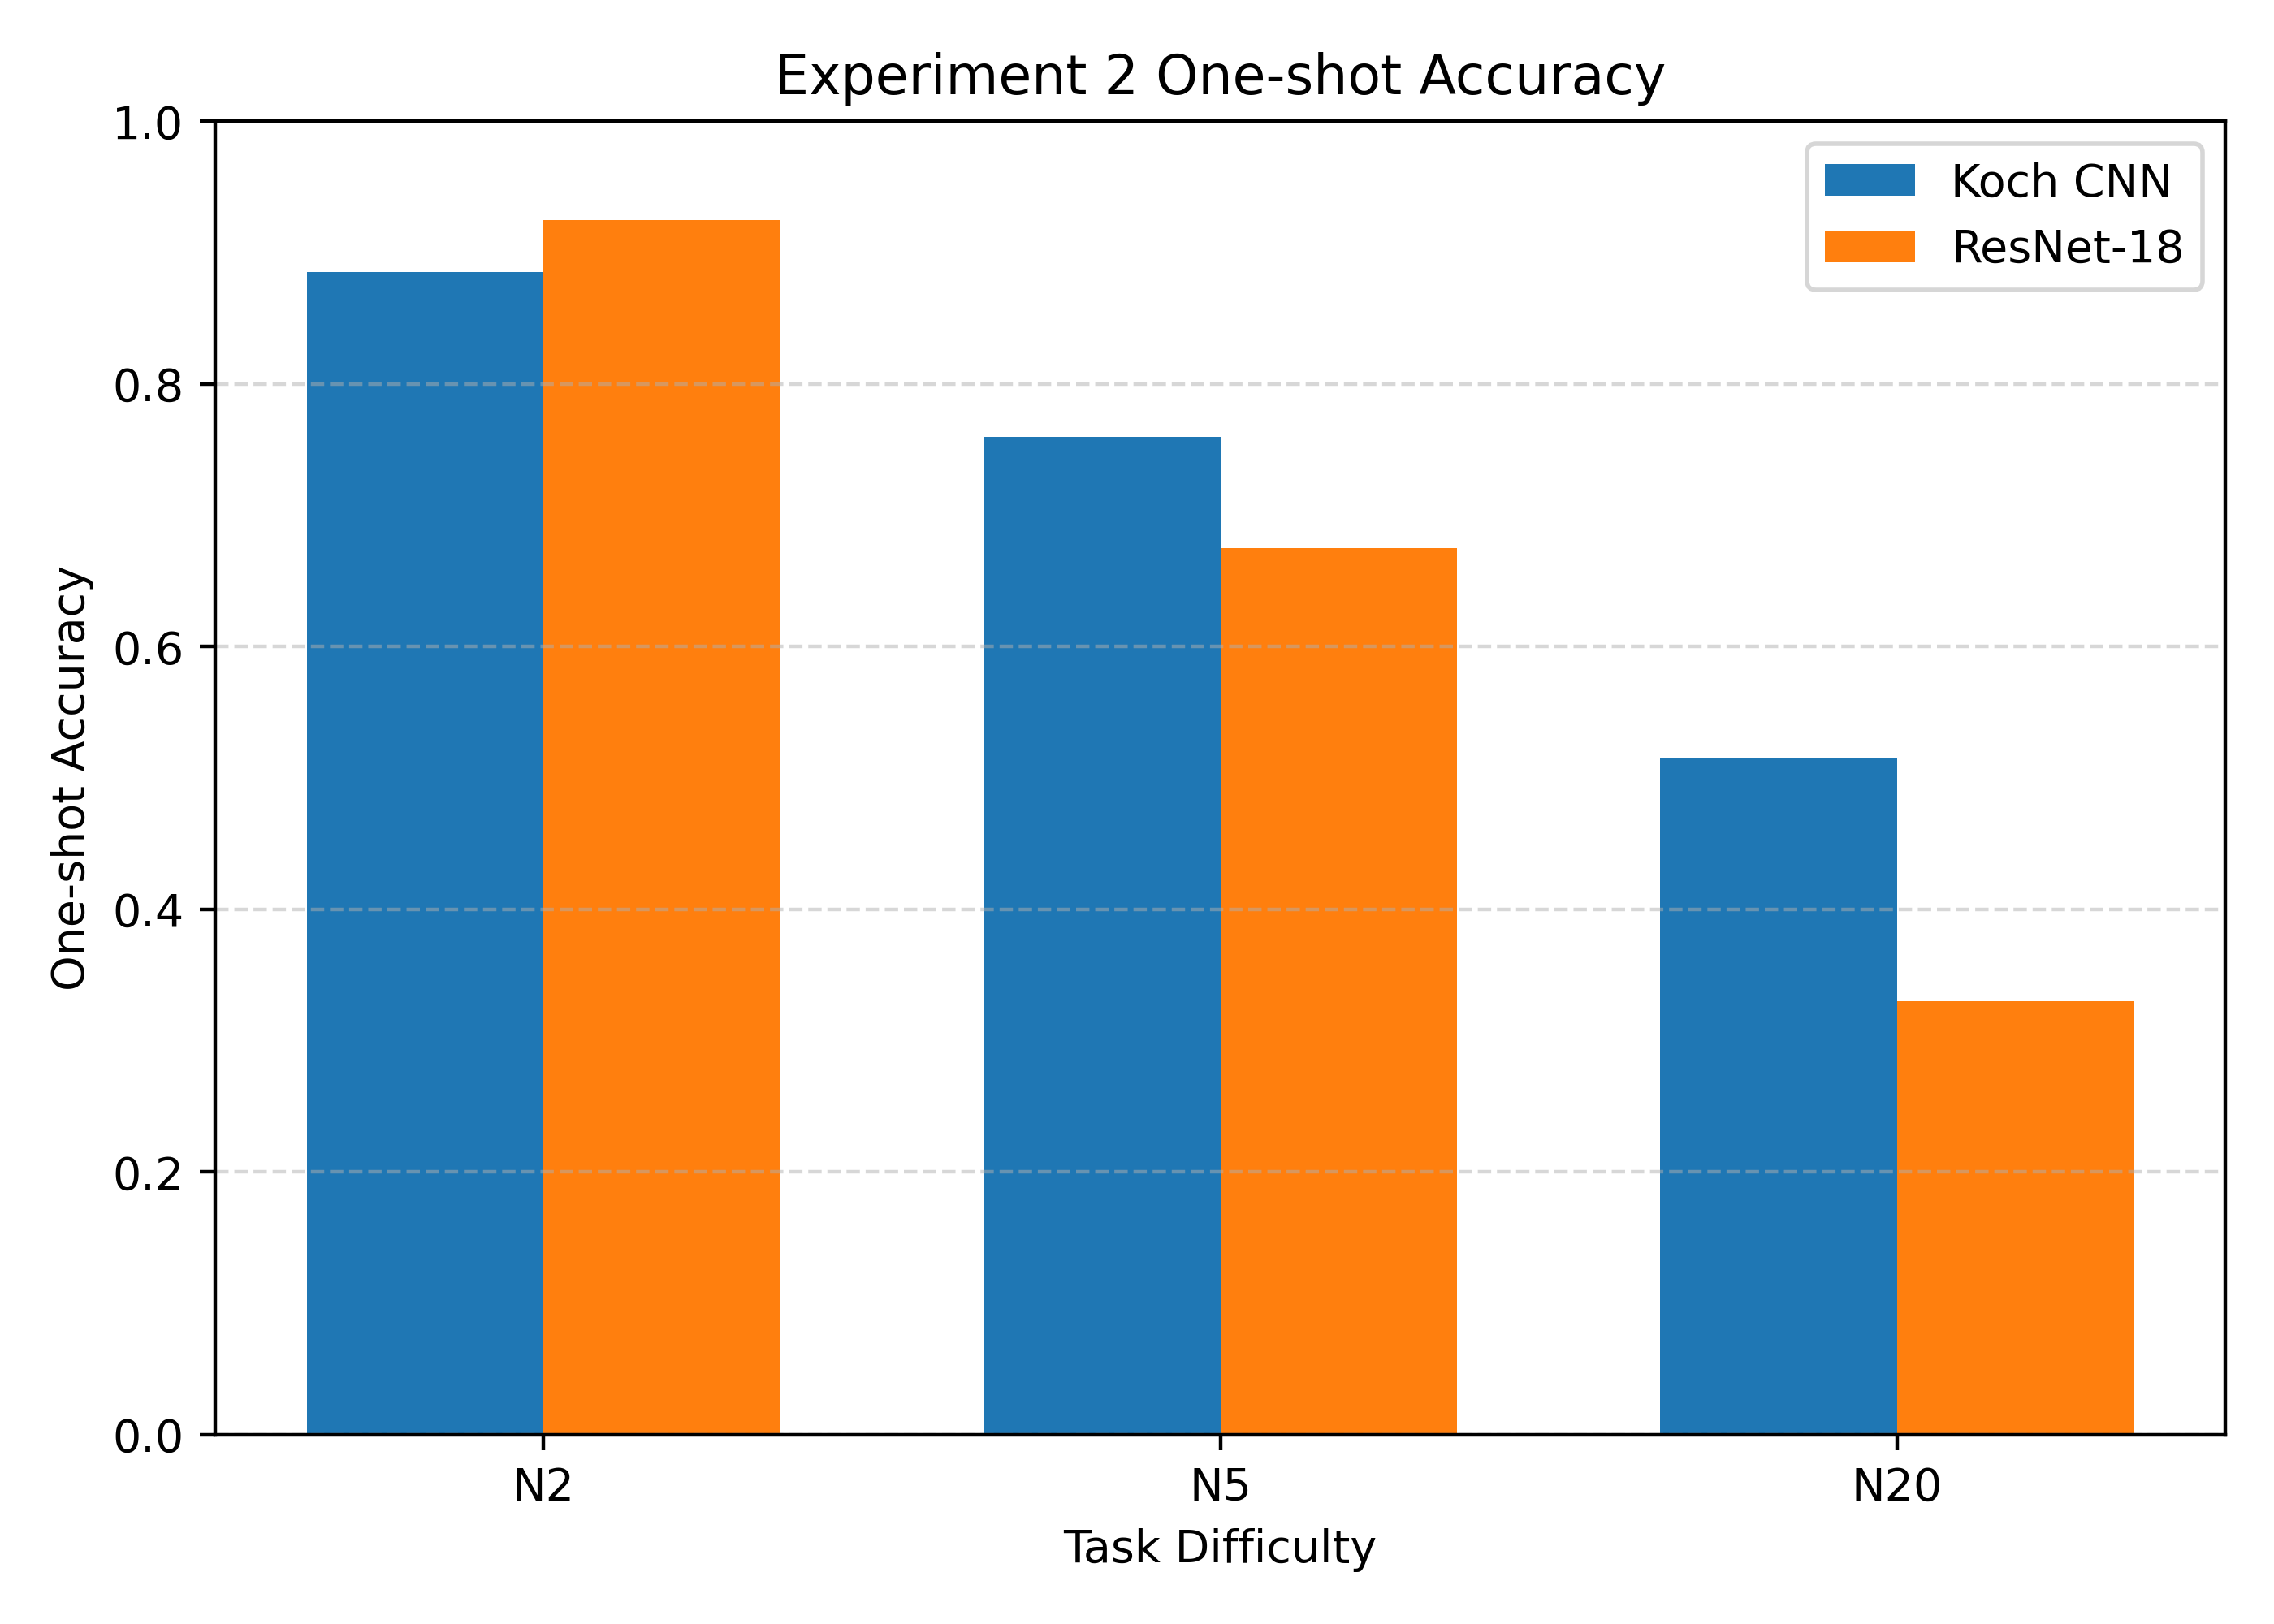 Experiment 2 One-shot Accuracy
Koch CNN
ResNet-18
One-shot Accuracy
1.0
0.8
0.6
0.4
0.2
0.0
N2 N5 N20
Task Difficulty